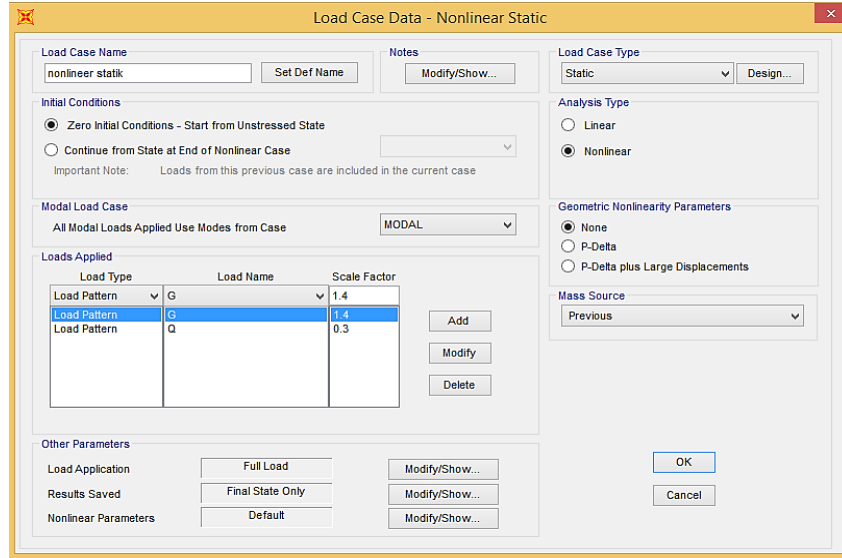 Load Case Data - Nonlinear Static
Load Case Name
nonlineer statik
Set Def Name
Notes
Modify/Show...
Load Case Type
Static
Design...
Initial Conditions
Zero Initial Conditions - Start from Unstressed State
Continue from State at End of Nonlinear Case
Important Note: Loads from this previous case are included in the current case
Analysis Type
Linear
Nonlinear
Modal Load Case
All Modal Loads Applied Use Modes from Case
MODAL
Geometric Nonlinearity Parameters
None
P-Delta
P-Delta plus Large Displacements
Loads Applied
Load Type Load Name Scale Factor
Load Pattern G 1.4
Load Pattern G 1.4
Load Pattern Q 0.3
Add
Modify
Delete
Mass Source
Previous
Other Parameters
Load Application Full Load Modify/Show...
Results Saved Final State Only Modify/Show...
Nonlinear Parameters Default Modify/Show...
OK
Cancel